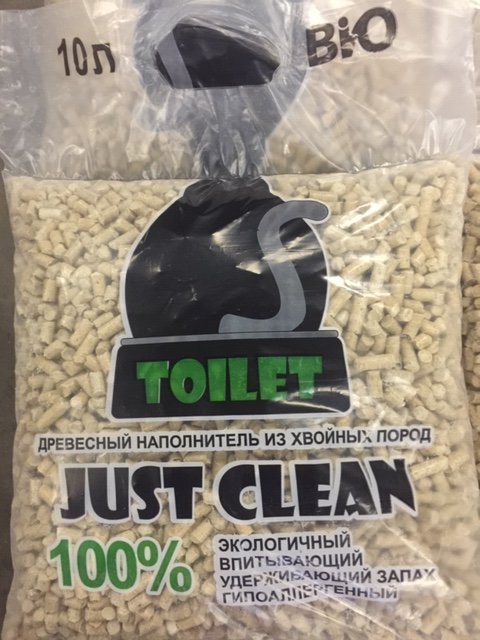 10л BiO
TOILET
ДРЕВЕСНЫЙ НАПОЛНИТЕЛЬ ИЗ ХВОЙНЫХ ПОРОД
JUST CLEAN
100%
ЭКОЛОГИЧНЫЙ
ВПИТЫВАЮЩИЙ
УДЕРЖИВАЮЩИЙ ЗАПАХ
ГИПОАЛЛЕРГЕННЫЙ